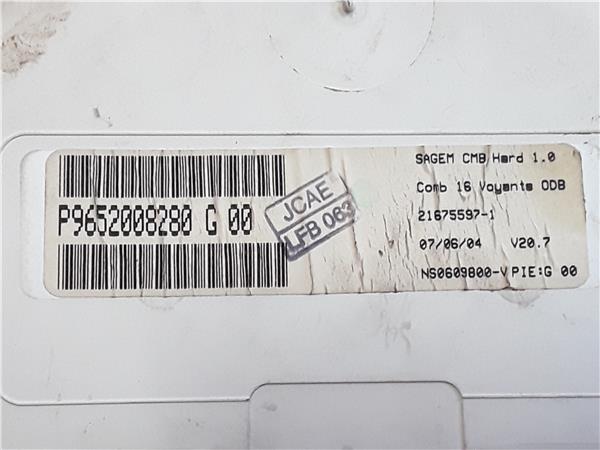 P9652008280 G 00
JCAE
LFB 083
SAGEM CMB/Hard 1.0
Comb 16 Voyants ODB
21675597-1
07/06/04 V20.7
NS0609800-V PIE:G 00